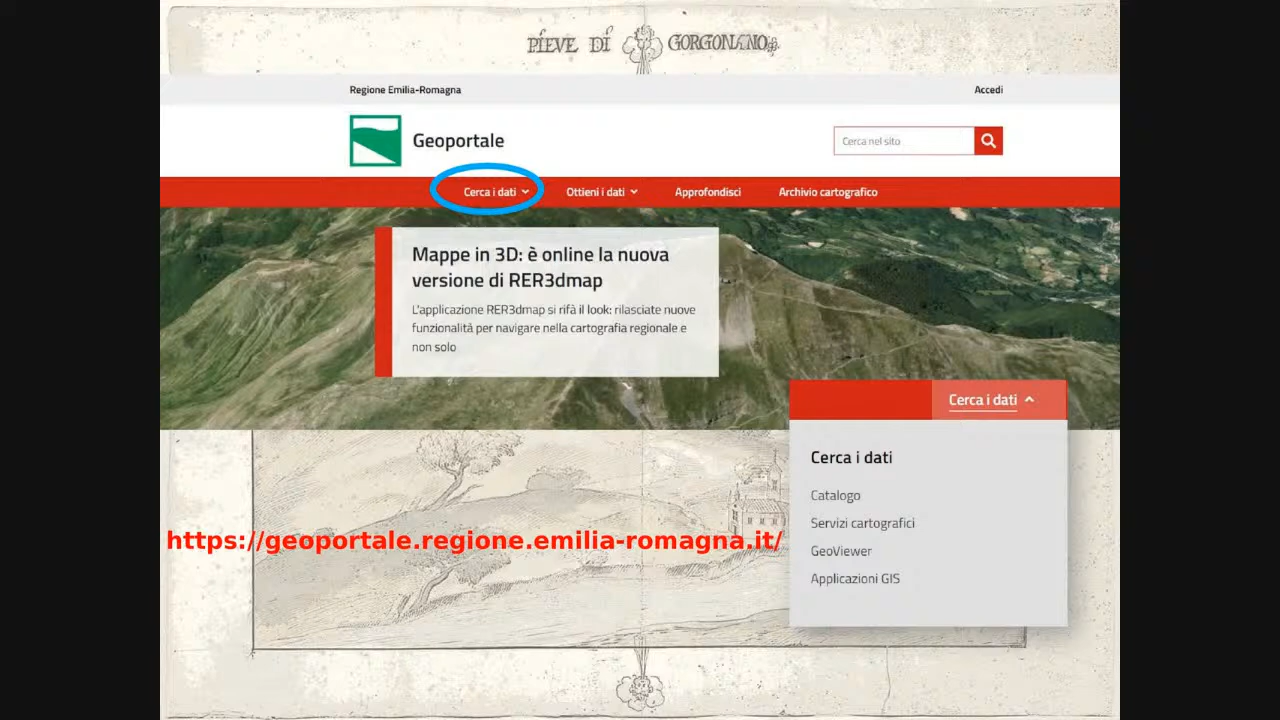 PIEVE DI GORGONANO
Regione Emilia-Romagna
Accedi
Geoportale
Cerca nel sito
Cerca i dati
Ottieni i dati
Approfondisci
Archivio cartografico
Mappe in 3D: è online la nuova
versione di RER3dmap
L'applicazione RER3dmap si rifà il look: rilasciate nuove
funzionalità per navigare nella cartografia regionale e
non solo
Cerca i dati
Cerca i dati
Catalogo
Servizi cartografici
GeoViewer
Applicazioni GIS
https://geoportale.regione.emilia-romagna.it/